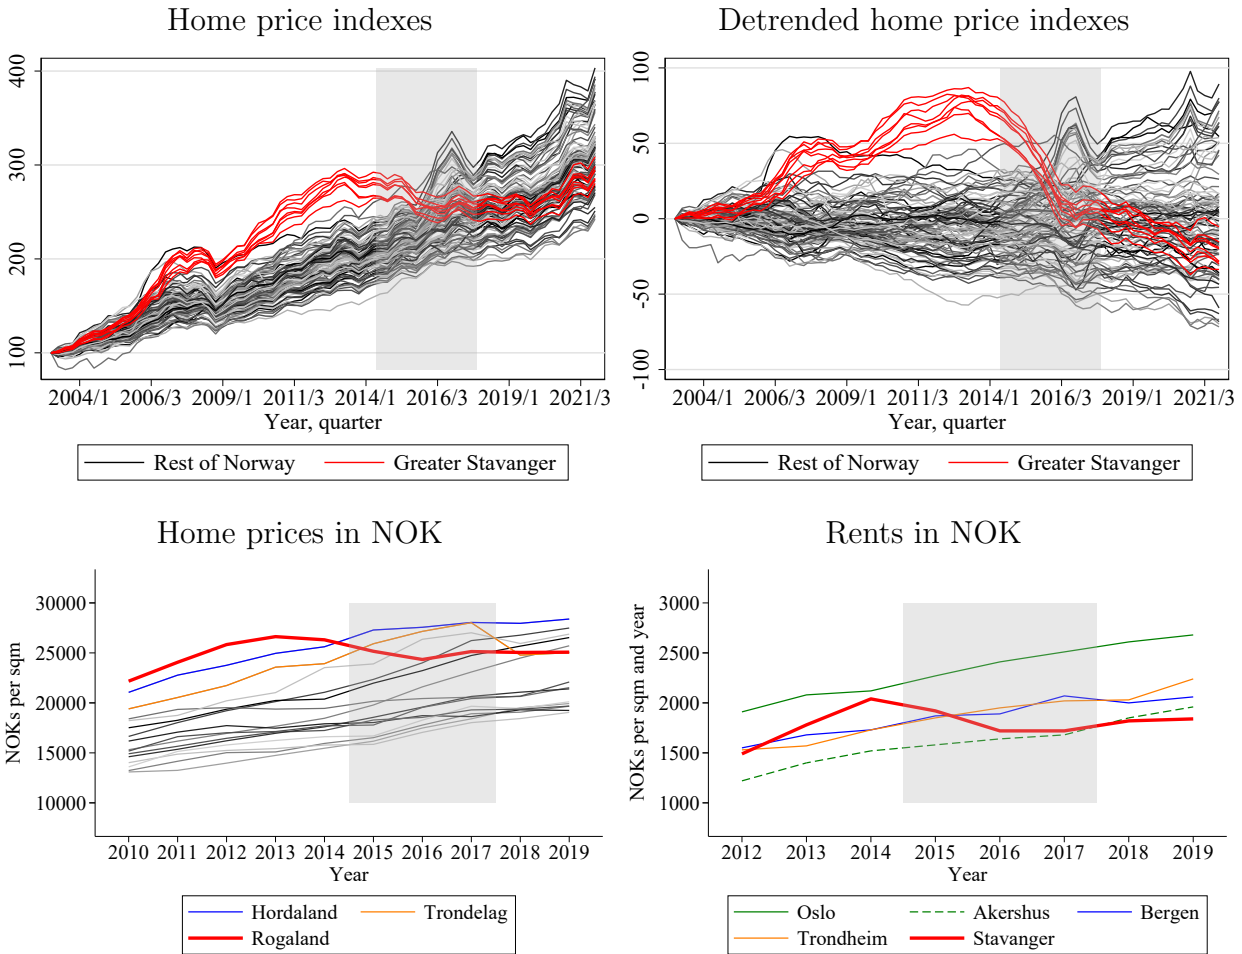 Home price indexes
Detrended home price indexes
400
300
200
100
2004/1 2006/3 2009/1 2011/3 2014/1 2016/3 2019/1 2021/3
Year, quarter
Rest of Norway Greater Stavanger
100
50
0
-50
-100
2004/1 2006/3 2009/1 2011/3 2014/1 2016/3 2019/1 2021/3
Year, quarter
Rest of Norway Greater Stavanger
Home prices in NOK
Rents in NOK
NOKs per sqm
30000
25000
20000
15000
10000
2010 2011 2012 2013 2014 2015 2016 2017 2018 2019
Year
Hordaland Trondelag
Rogaland
NOKs per sqm and year
3000
2500
2000
1500
1000
2012 2013 2014 2015 2016 2017 2018 2019
Year
Oslo Akershus Bergen
Trondheim Stavanger